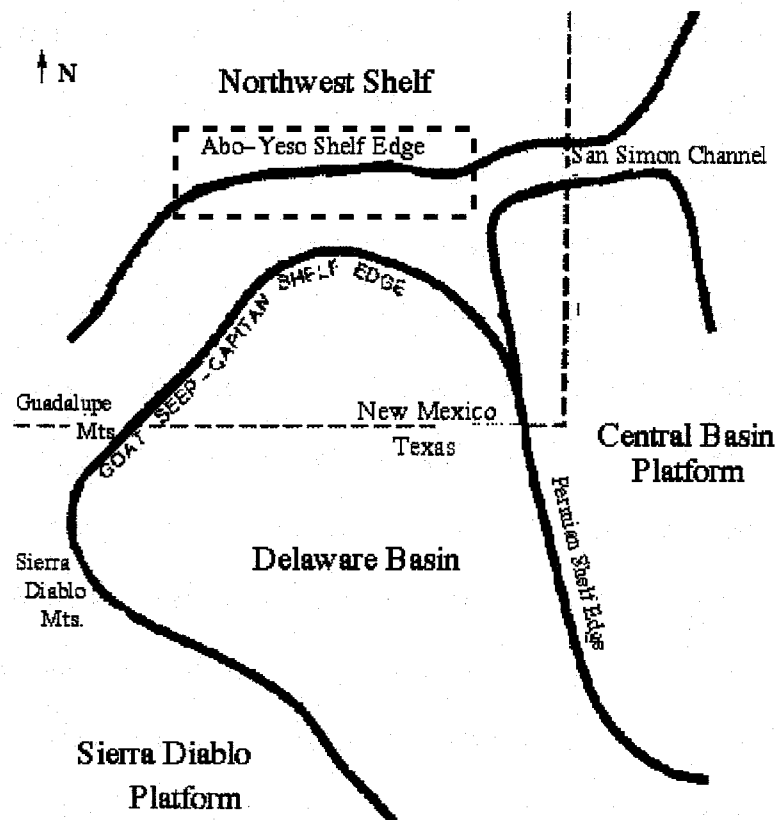 N
Northwest Shelf
Abo-Yeso Shelf Edge
San Simon Channel
GOAT SEEP-CAPITAN SHELF EDGE
Guadalupe
Mts.
New Mexico
Texas
Central Basin
Platform
Permian Shelf Edge
Delaware Basin
Sierra
Diablo
Mts.
Sierra Diablo
Platform